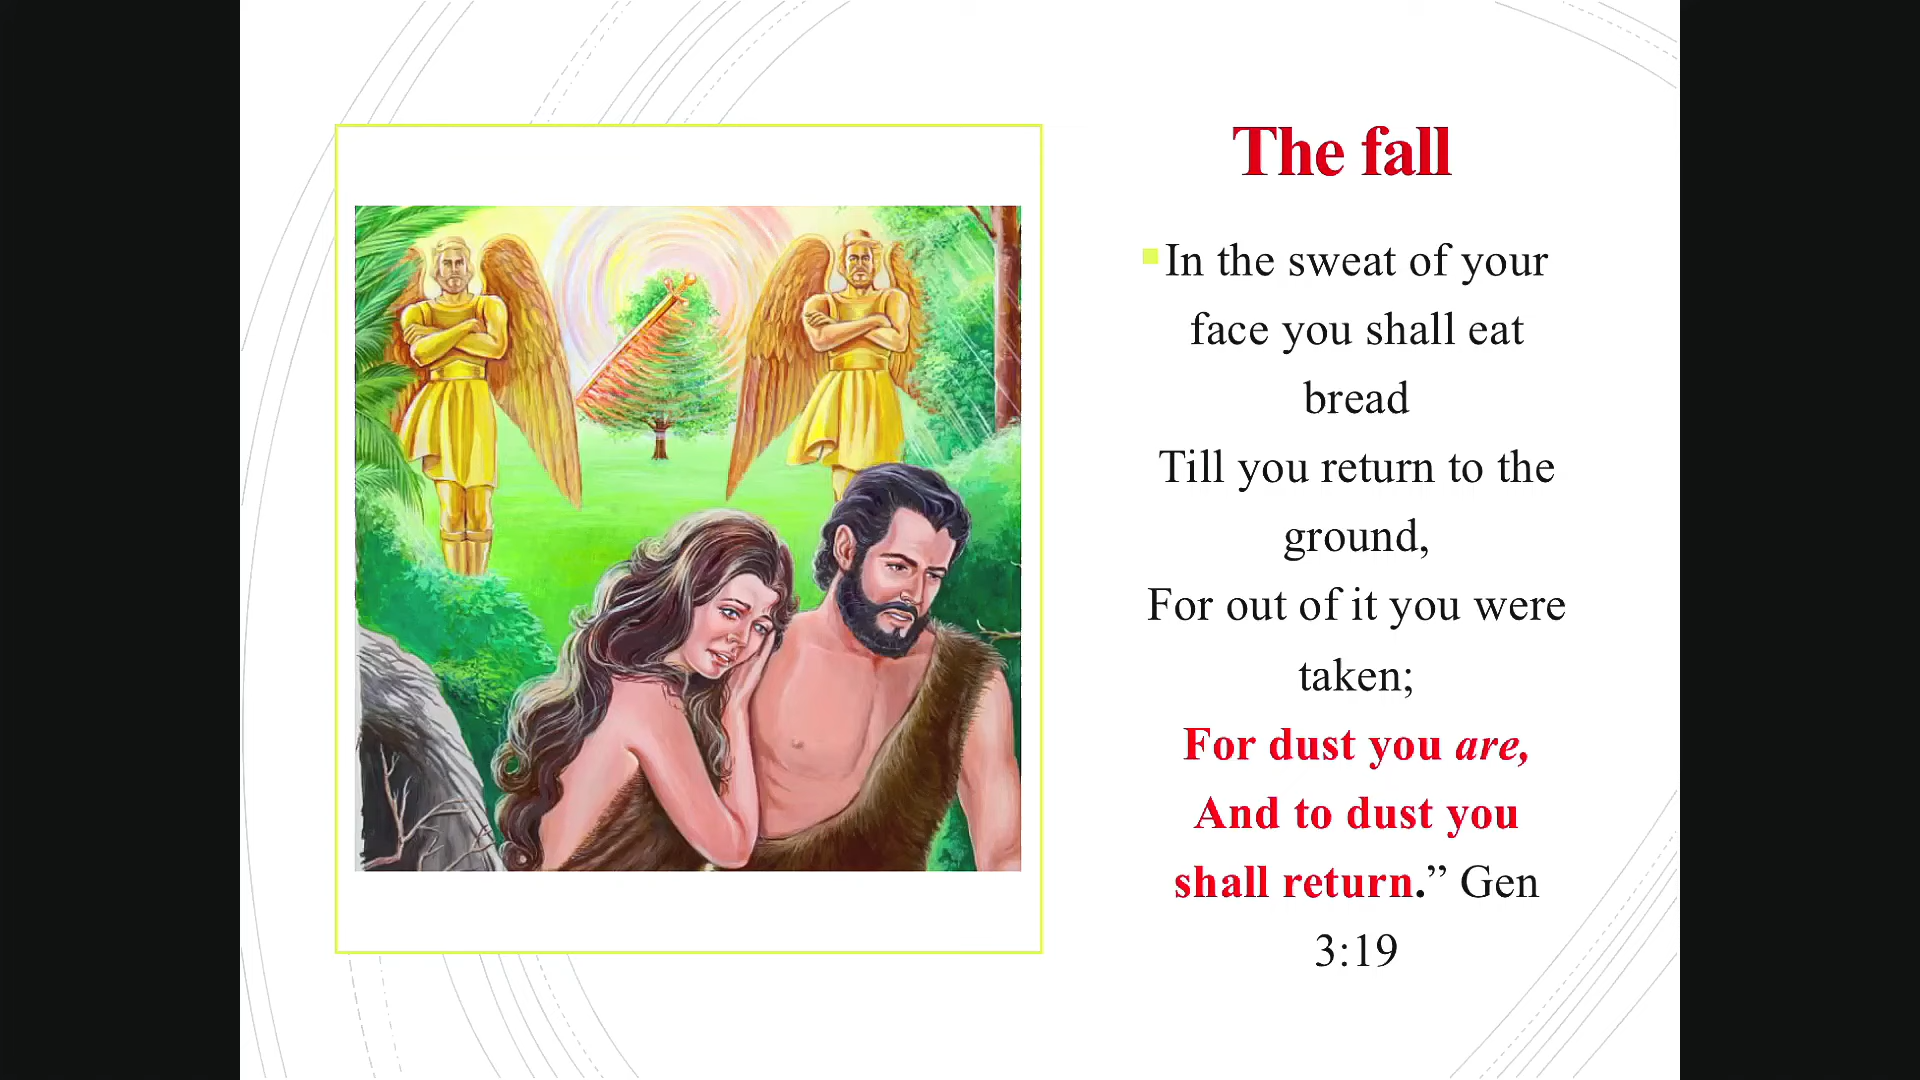 The fall
In the sweat of your
face you shall eat
bread
Till you return to the
ground,
For out of it you were
taken;
For dust you are,
And to dust you
shall return.” Gen
3:19